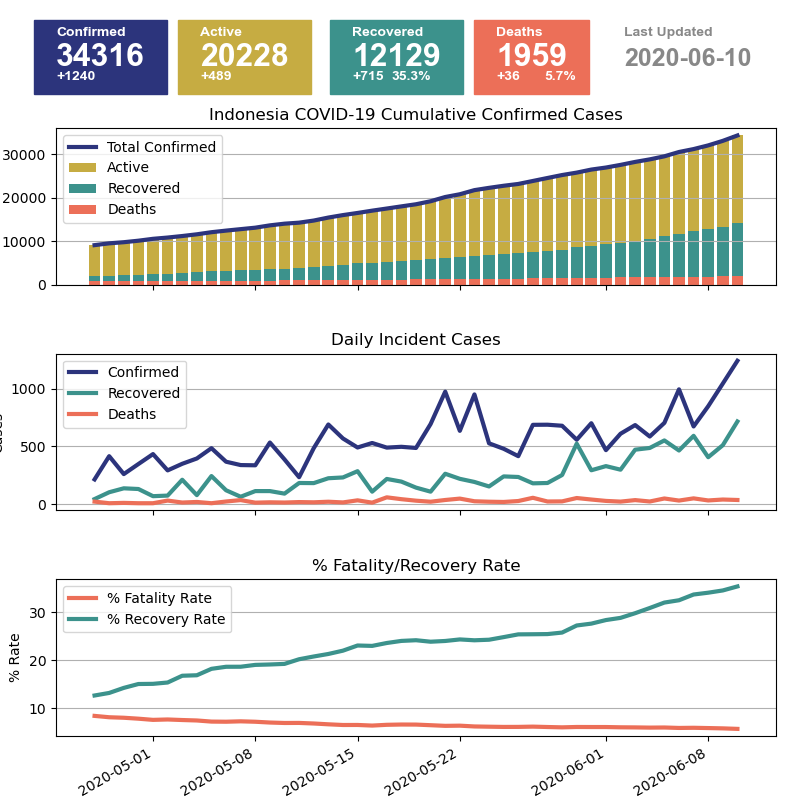 Confirmed
34316
+1240
Active
20228
+489
Recovered
12129
+715 35.3%
Deaths
1959
+36 5.7%
Last Updated
2020-06-10
Indonesia COVID-19 Cumulative Confirmed Cases
Total Confirmed
Active
Recovered
Deaths
30000
20000
10000
0
Daily Incident Cases
Confirmed
Recovered
Deaths
1000
500
0
% Fatality/Recovery Rate
% Fatality Rate
% Recovery Rate
% Rate
30
20
10
2020-05-01
2020-05-08
2020-05-15
2020-05-22
2020-06-01
2020-06-08